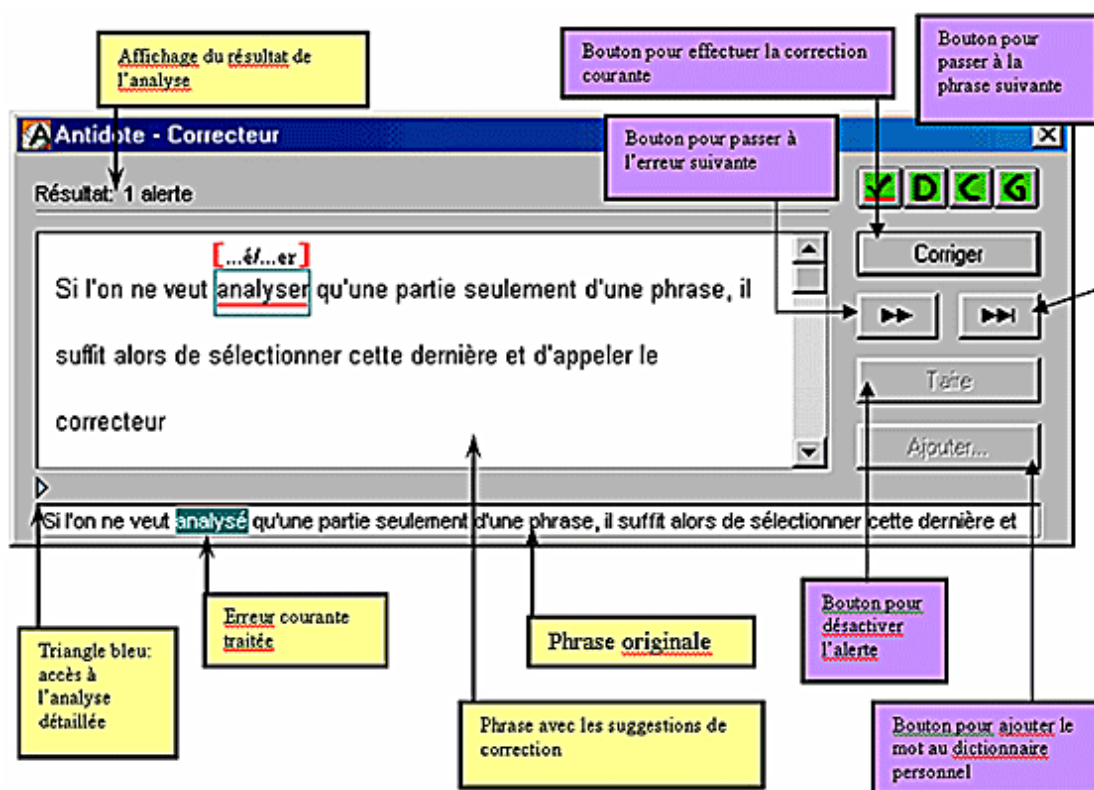 Affichage du résultat de
l'analyse
Bouton pour effectuer la correction
courante
Bouton pour
passer à la
phrase suivante
Antidote - Correcteur
Bouton pour passer à
l'erreur suivante
Résultat: 1 alerte
D C G
[...é/...er]
Corriger
Si l'on ne veut analyser qu'une partie seulement d'une phrase, il
suffit alors de sélectionner cette dernière et d'appeler le
Taire
correcteur
Ajouter...
Si l'on ne veut analysé qu'une partie seulement d'une phrase, il suffit alors de sélectionner cette dernière et
Triangle bleu:
accès à
l'analyse
détaillée
Erreur courante
traitée
Phrase originale
Bouton pour
désactiver
l'alerte
Phrase avec les suggestions de
correction
Bouton pour ajouter le
mot au dictionnaire
personnel